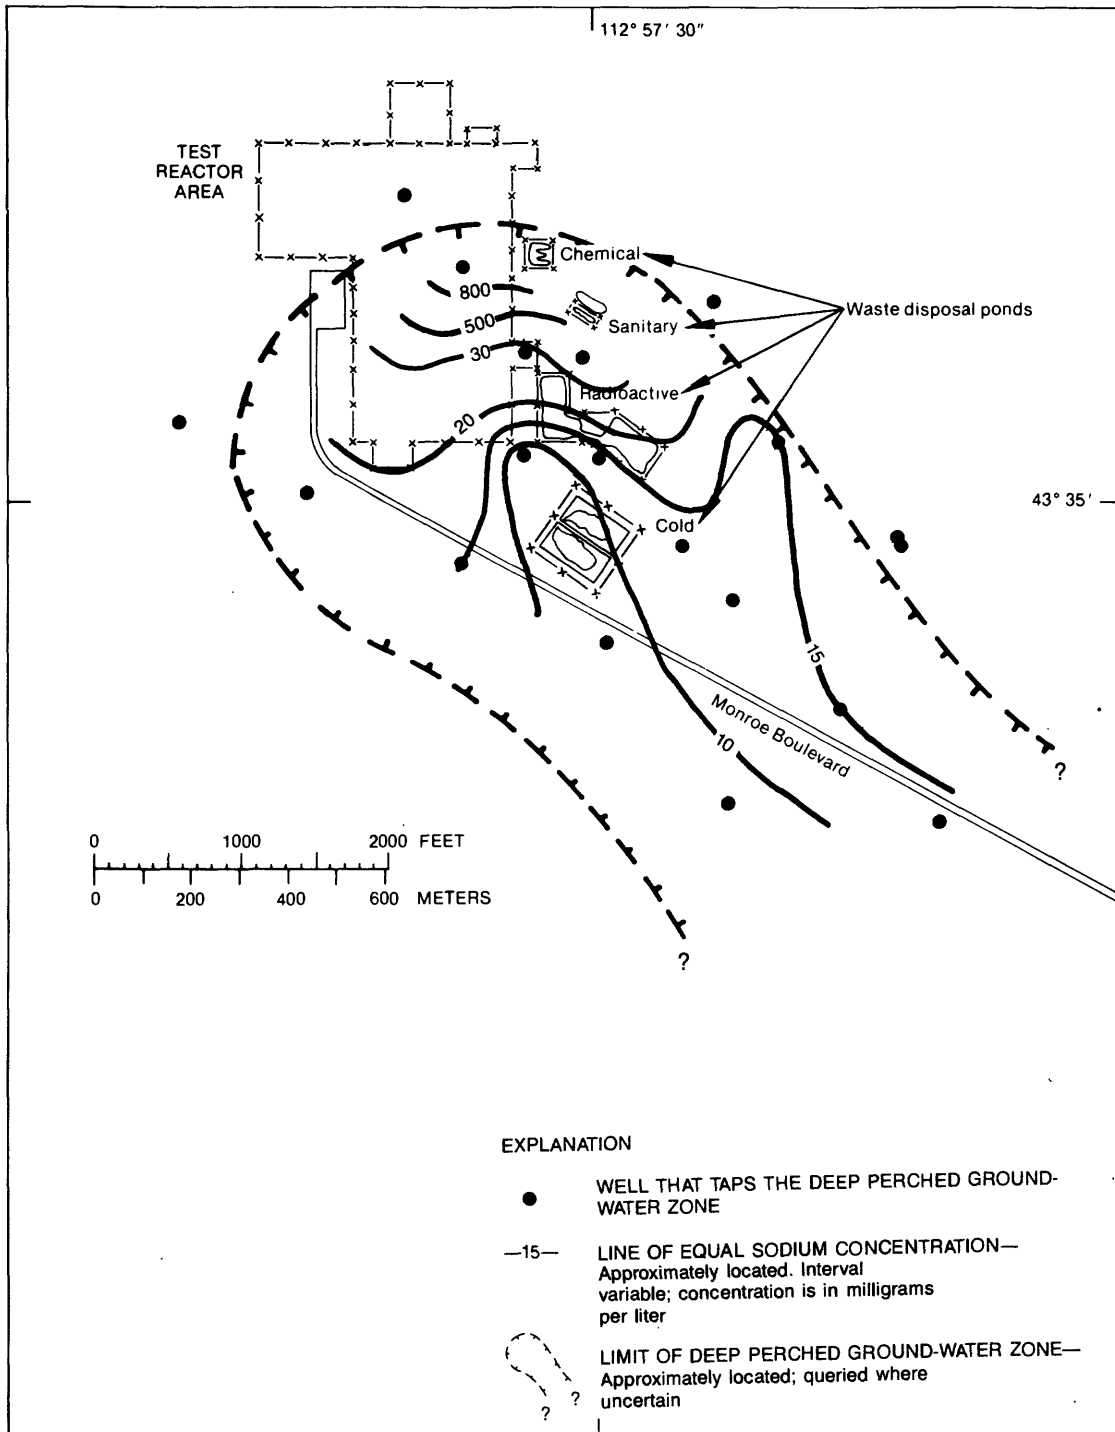 112° 57′ 30″
TEST
REACTOR
AREA
Chemical
800
Waste disposal ponds
500
Sanitary
30
Radioactive
20
43° 35′
Cold
15
Monroe Boulevard
10
?
0 1000 2000 FEET
0 200 400 600 METERS
?
EXPLANATION
WELL THAT TAPS THE DEEP PERCHED GROUND-
WATER ZONE
—15— LINE OF EQUAL SODIUM CONCENTRATION—
Approximately located. Interval
variable; concentration is in milligrams
per liter
LIMIT OF DEEP PERCHED GROUND-WATER ZONE—
Approximately located; queried where
uncertain
?
?